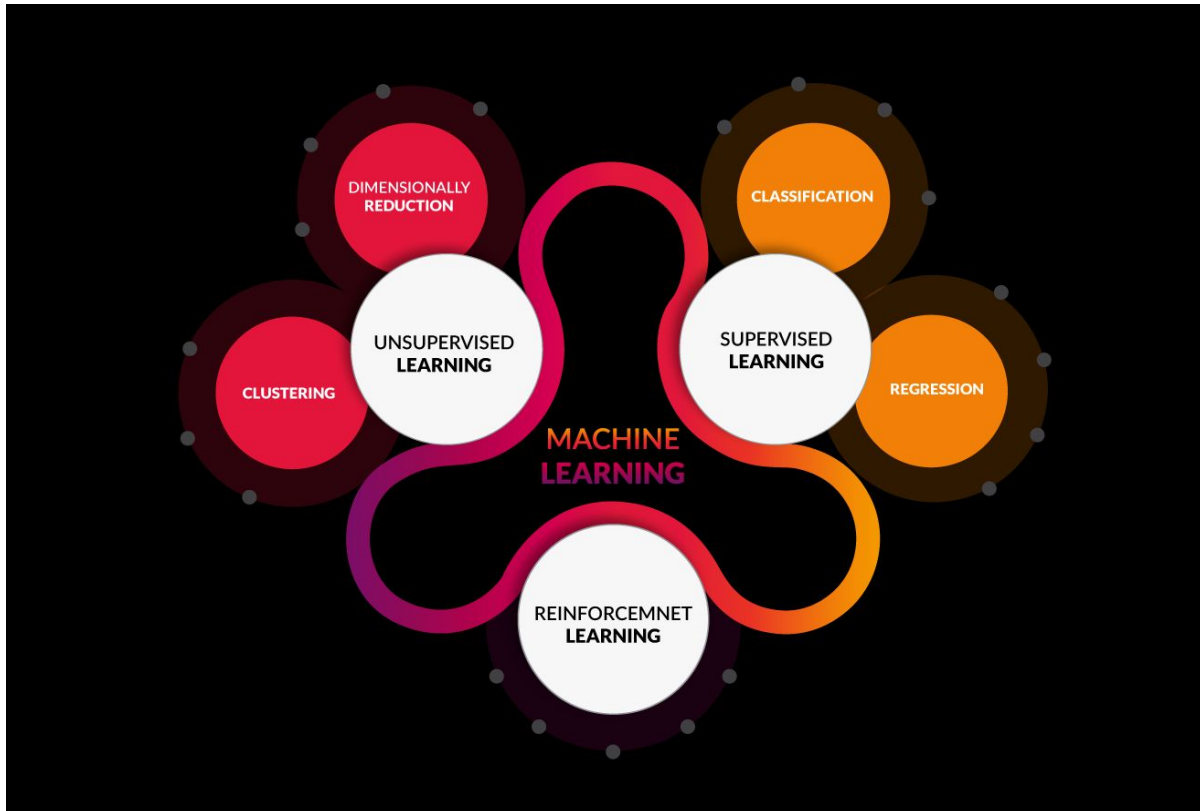 DIMENSIONALLY
REDUCTION
CLASSIFICATION
UNSUPERVISED
LEARNING
SUPERVISED
LEARNING
CLUSTERING
REGRESSION
MACHINE
LEARNING
REINFORCEMNET
LEARNING